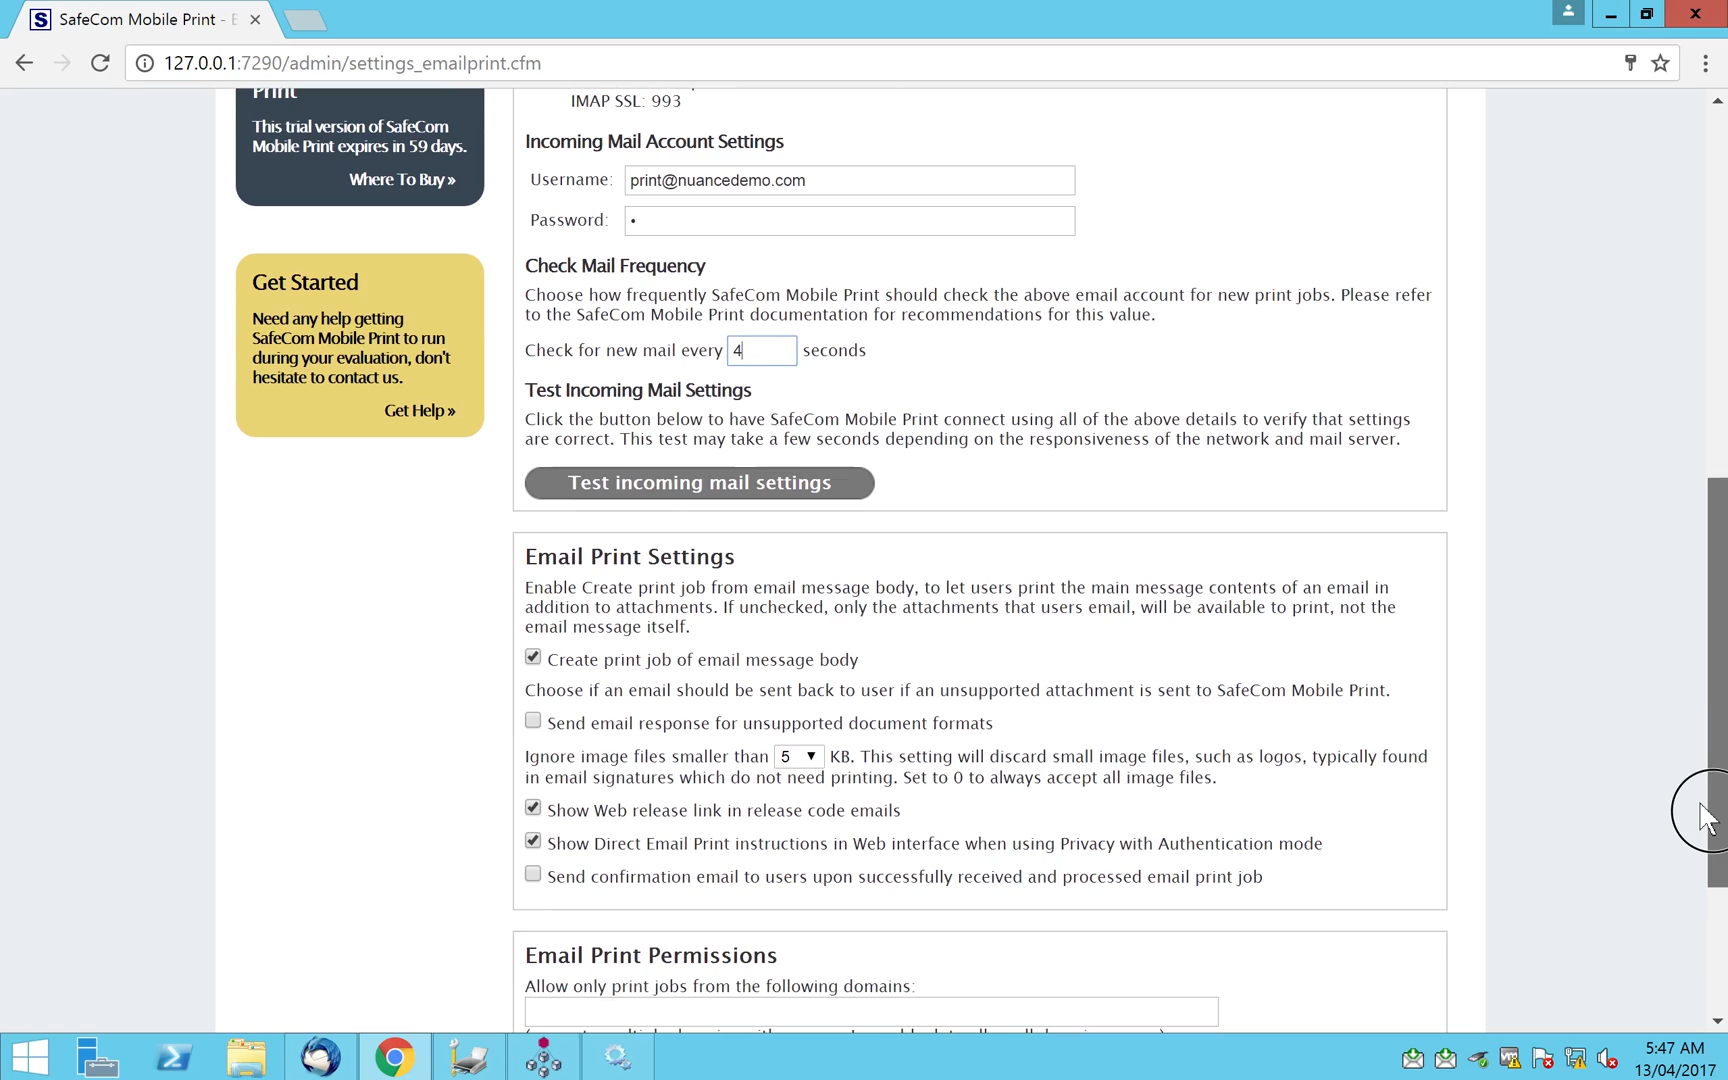 SafeCom Mobile Print - E
127.0.0.1:7290/admin/settings_emailprint.cfm
Print
This trial version of SafeCom
Mobile Print expires in 59 days.
Where To Buy »
Get Started
Need any help getting
SafeCom Mobile Print to run
during your evaluation, don't
hesitate to contact us.
Get Help »
IMAP SSL: 993
Incoming Mail Account Settings
Username: print@nuancedemo.com
Password: •
Check Mail Frequency
Choose how frequently SafeCom Mobile Print should check the above email account for new print jobs. Please refer
to the SafeCom Mobile Print documentation for recommendations for this value.
Check for new mail every 4 seconds
Test Incoming Mail Settings
Click the button below to have SafeCom Mobile Print connect using all of the above details to verify that settings
are correct. This test may take a few seconds depending on the responsiveness of the network and mail server.
Test incoming mail settings
Email Print Settings
Enable Create print job from email message body, to let users print the main message contents of an email in
addition to attachments. If unchecked, only the attachments that users email, will be available to print, not the
email message itself.
Create print job of email message body
Choose if an email should be sent back to user if an unsupported attachment is sent to SafeCom Mobile Print.
Send email response for unsupported document formats
Ignore image files smaller than 5 KB. This setting will discard small image files, such as logos, typically found
in email signatures which do not need printing. Set to 0 to always accept all image files.
Show Web release link in release code emails
Show Direct Email Print instructions in Web interface when using Privacy with Authentication mode
Send confirmation email to users upon successfully received and processed email print job
Email Print Permissions
Allow only print jobs from the following domains:
5:47 AM
13/04/2017